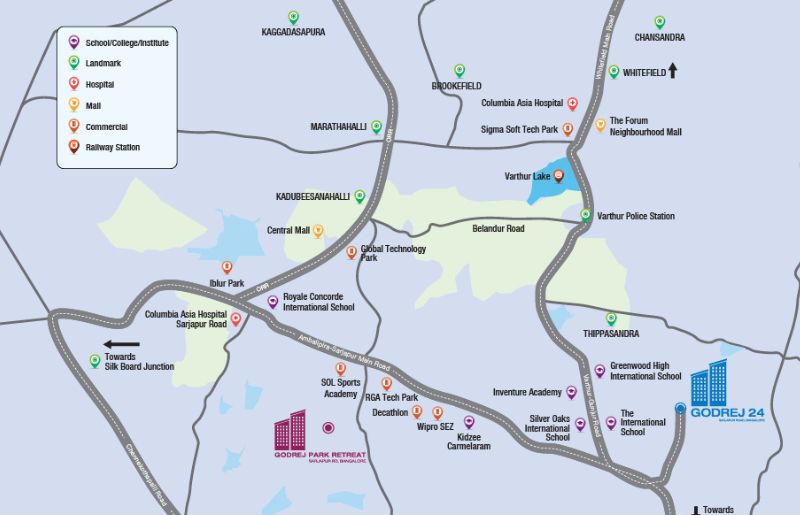 School/College/Institute
Landmark
Hospital
Mall
Commercial
Railway Station
KAGGADASAPURA
CHANSANDRA
Whitefield Main Road
WHITEFIELD
BROOKEFIELD
Columbia Asia Hospital
Sigma Soft Tech Park
The Forum
Neighbourhood Mall
MARATHAHALLI
ORR
Varthur Lake
KADUBEESANAHALLI
Varthur Police Station
Central Mall
Belandur Road
Global Technology
Park
Iblur Park
ORR
Royale Concorde
International School
Columbia Asia Hospital
Sarjapur Road
THIPPASANDRA
Ambalipira-Sarjapur Main Road
Towards
Silk Board Junction
SOL Sports
Academy
RGA Tech Park
Decathlon
Wipro SEZ
Kidzee
Carmelaram
Greenwood High
International School
Inventure Academy
Varthur-Gunjur Road
Silver Oaks
International
School
The
International
School
GODREJ 24
SARJAPUR ROAD, BANGALORE
GODREJ PARK RETREAT
SARJAPUR RD, BANGALORE
Towards